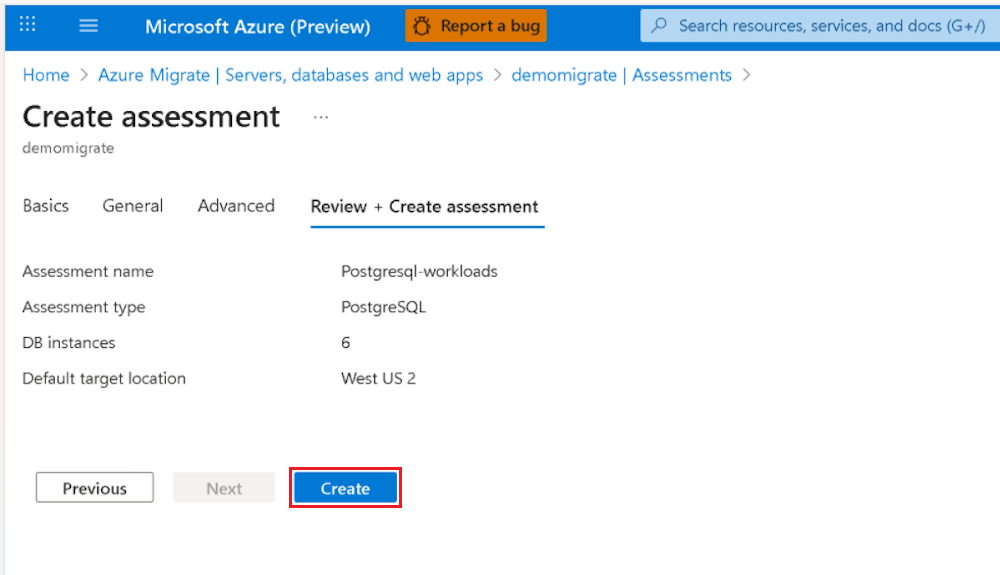 Microsoft Azure (Preview) Report a bug Search resources, services, and docs (G+/)
Home > Azure Migrate | Servers, databases and web apps > demomigrate | Assessments >
Create assessment ...
demomigrate
Basics General Advanced Review + Create assessment
Assessment name Postgresql-workloads
Assessment type PostgreSQL
DB instances 6
Default target location West US 2
Previous Next Create